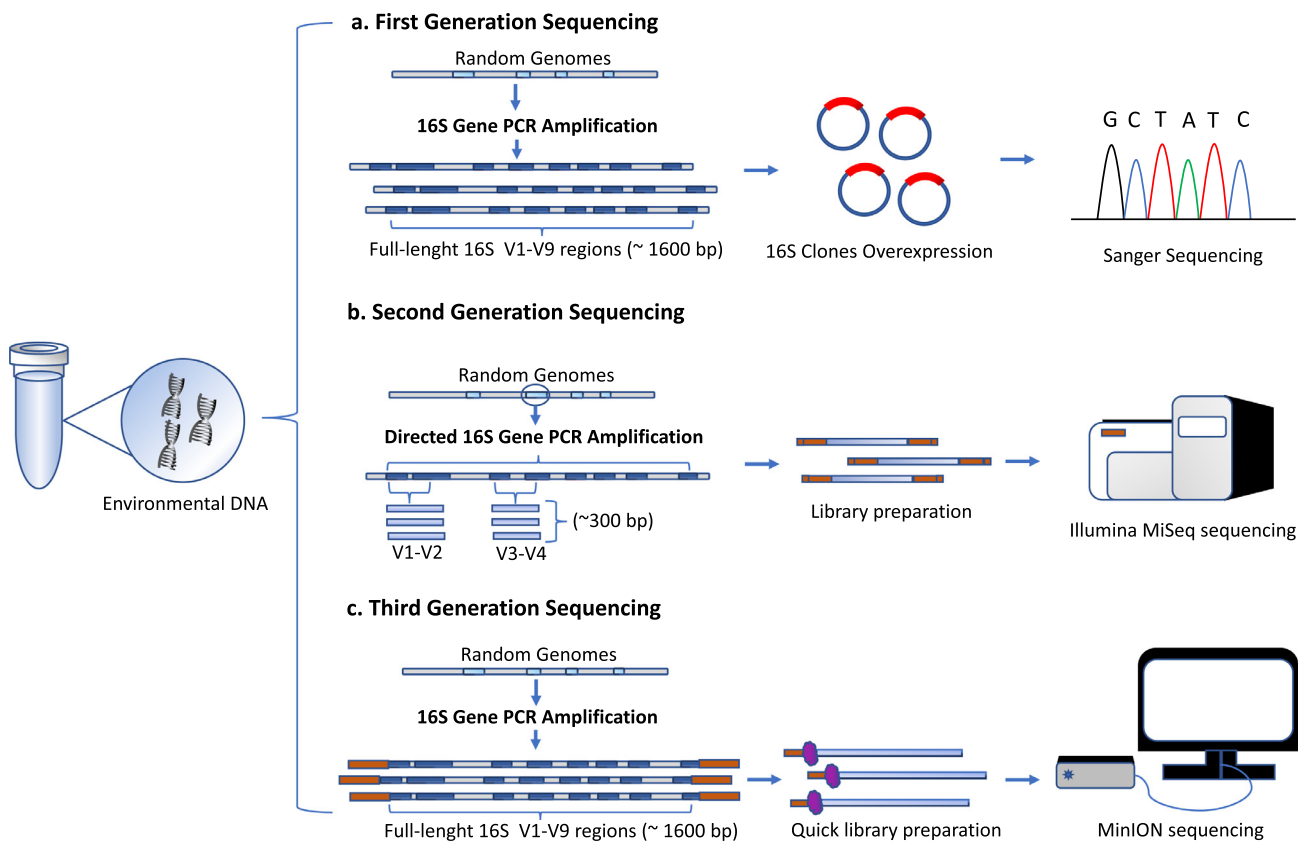 a. First Generation Sequencing
Random Genomes
16S Gene PCR Amplification
Full-lenght 16S V1-V9 regions (~ 1600 bp)
16S Clones Overexpression
G C T A T C
Sanger Sequencing
Environmental DNA
b. Second Generation Sequencing
Random Genomes
Directed 16S Gene PCR Amplification
(~300 bp)
V1-V2
V3-V4
Library preparation
Illumina MiSeq sequencing
c. Third Generation Sequencing
Random Genomes
16S Gene PCR Amplification
Full-lenght 16S V1-V9 regions (~ 1600 bp)
Quick library preparation
MinION sequencing